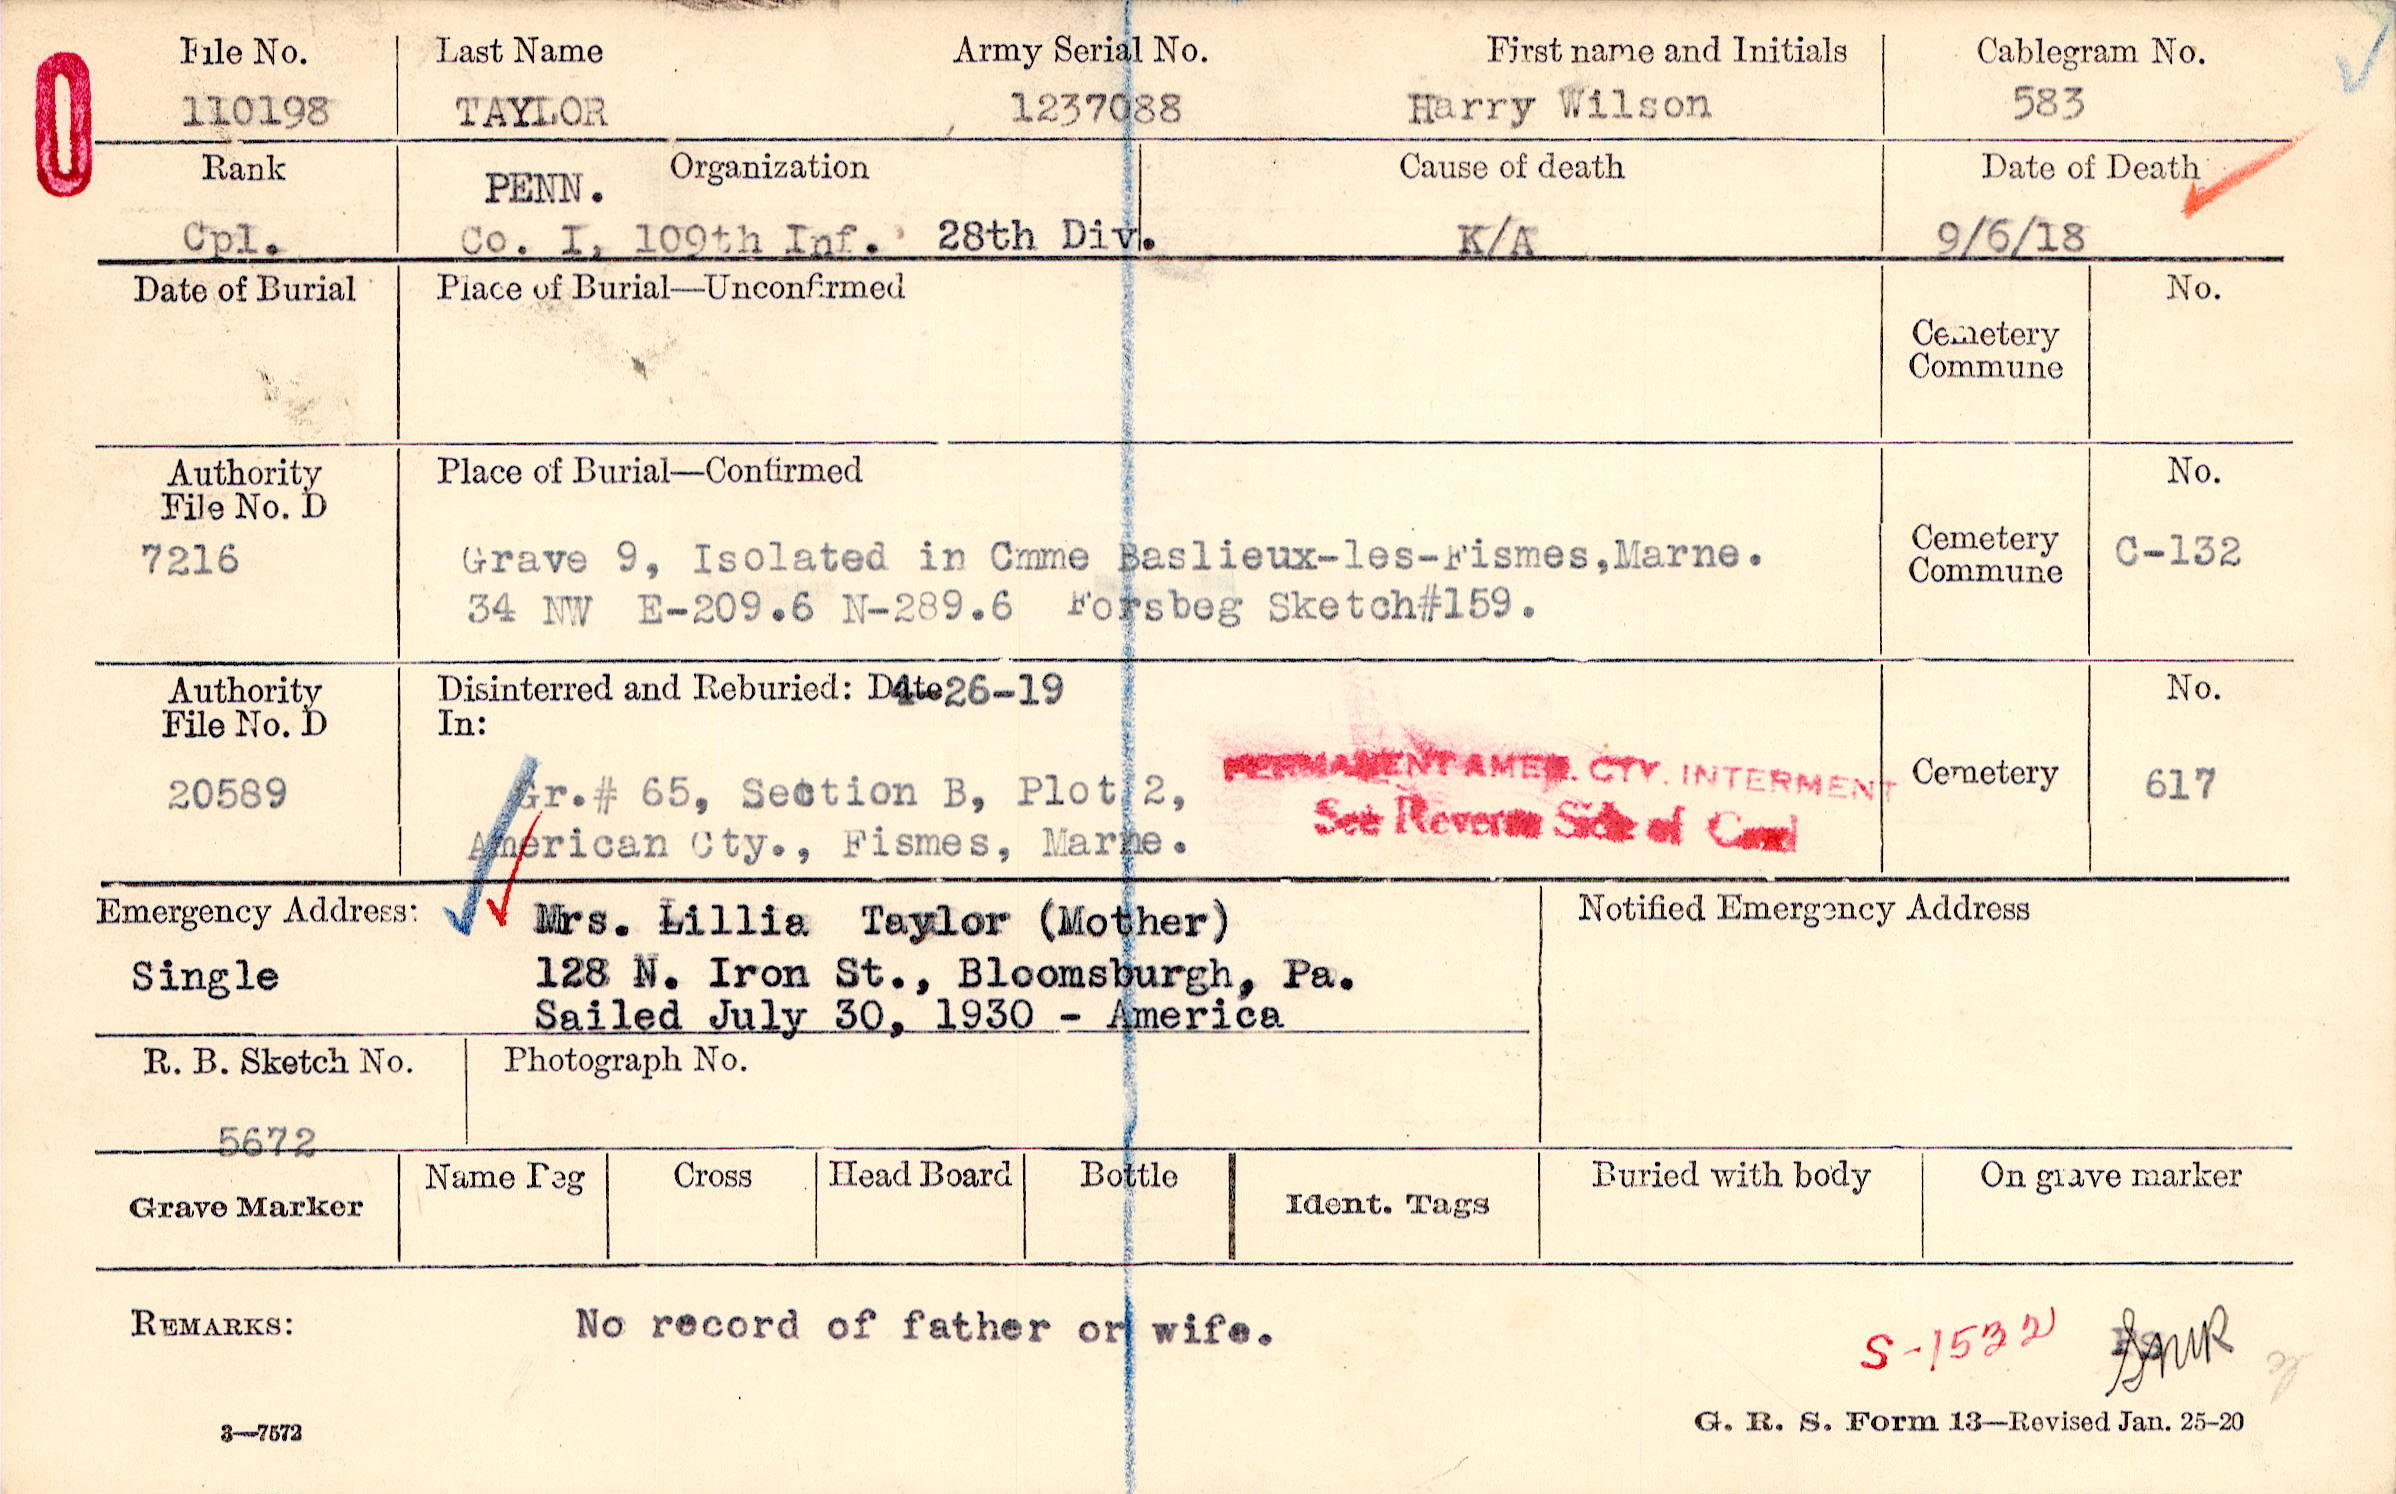 File No.
Last Name
Army Serial No.
First name and Initials
Cablegram No.
110198
TAYLOR
1237088
Harry Wilson
583
Rank
Organization
Cause of death
Date of Death
PENN.
Cpl.
Co. I, 109th Inf. 28th Div.
K/A
9/6/18
Date of Burial
Place of Burial—Unconfirmed
No.
Cemetery
Commune
Authority
File No. D
Place of Burial—Confirmed
No.
7216
Grave 9, Isolated in Cmme Baslieux-les-Fismes,Marne.
34 NW E-209.6 N-289.6 Forsbeg Sketch#159.
Cemetery
Commune
C-132
Authority
File No. D
Disinterred and Reburied: Date 4-26-19
In:
No.
20589
Gr.# 65, Section B, Plot 2,
American Cty., Fismes, Marne.
PERMANENT AMER. CTY. INTERMENT
See Reverse Side of Card
Cemetery
617
Emergency Address:
Mrs. Lillia Taylor (Mother)
Notified Emergency Address
Single
128 N. Iron St., Bloomsburgh, Pa.
Sailed July 30, 1930 - America
R. B. Sketch No.
Photograph No.
5672
Grave Marker
Name Peg
Cross
Head Board
Bottle
Ident. Tags
Buried with body
On grave marker
REMARKS:
No record of father or wife.
S-1532
3—7572
G. R. S. Form 13—Revised Jan. 25-20